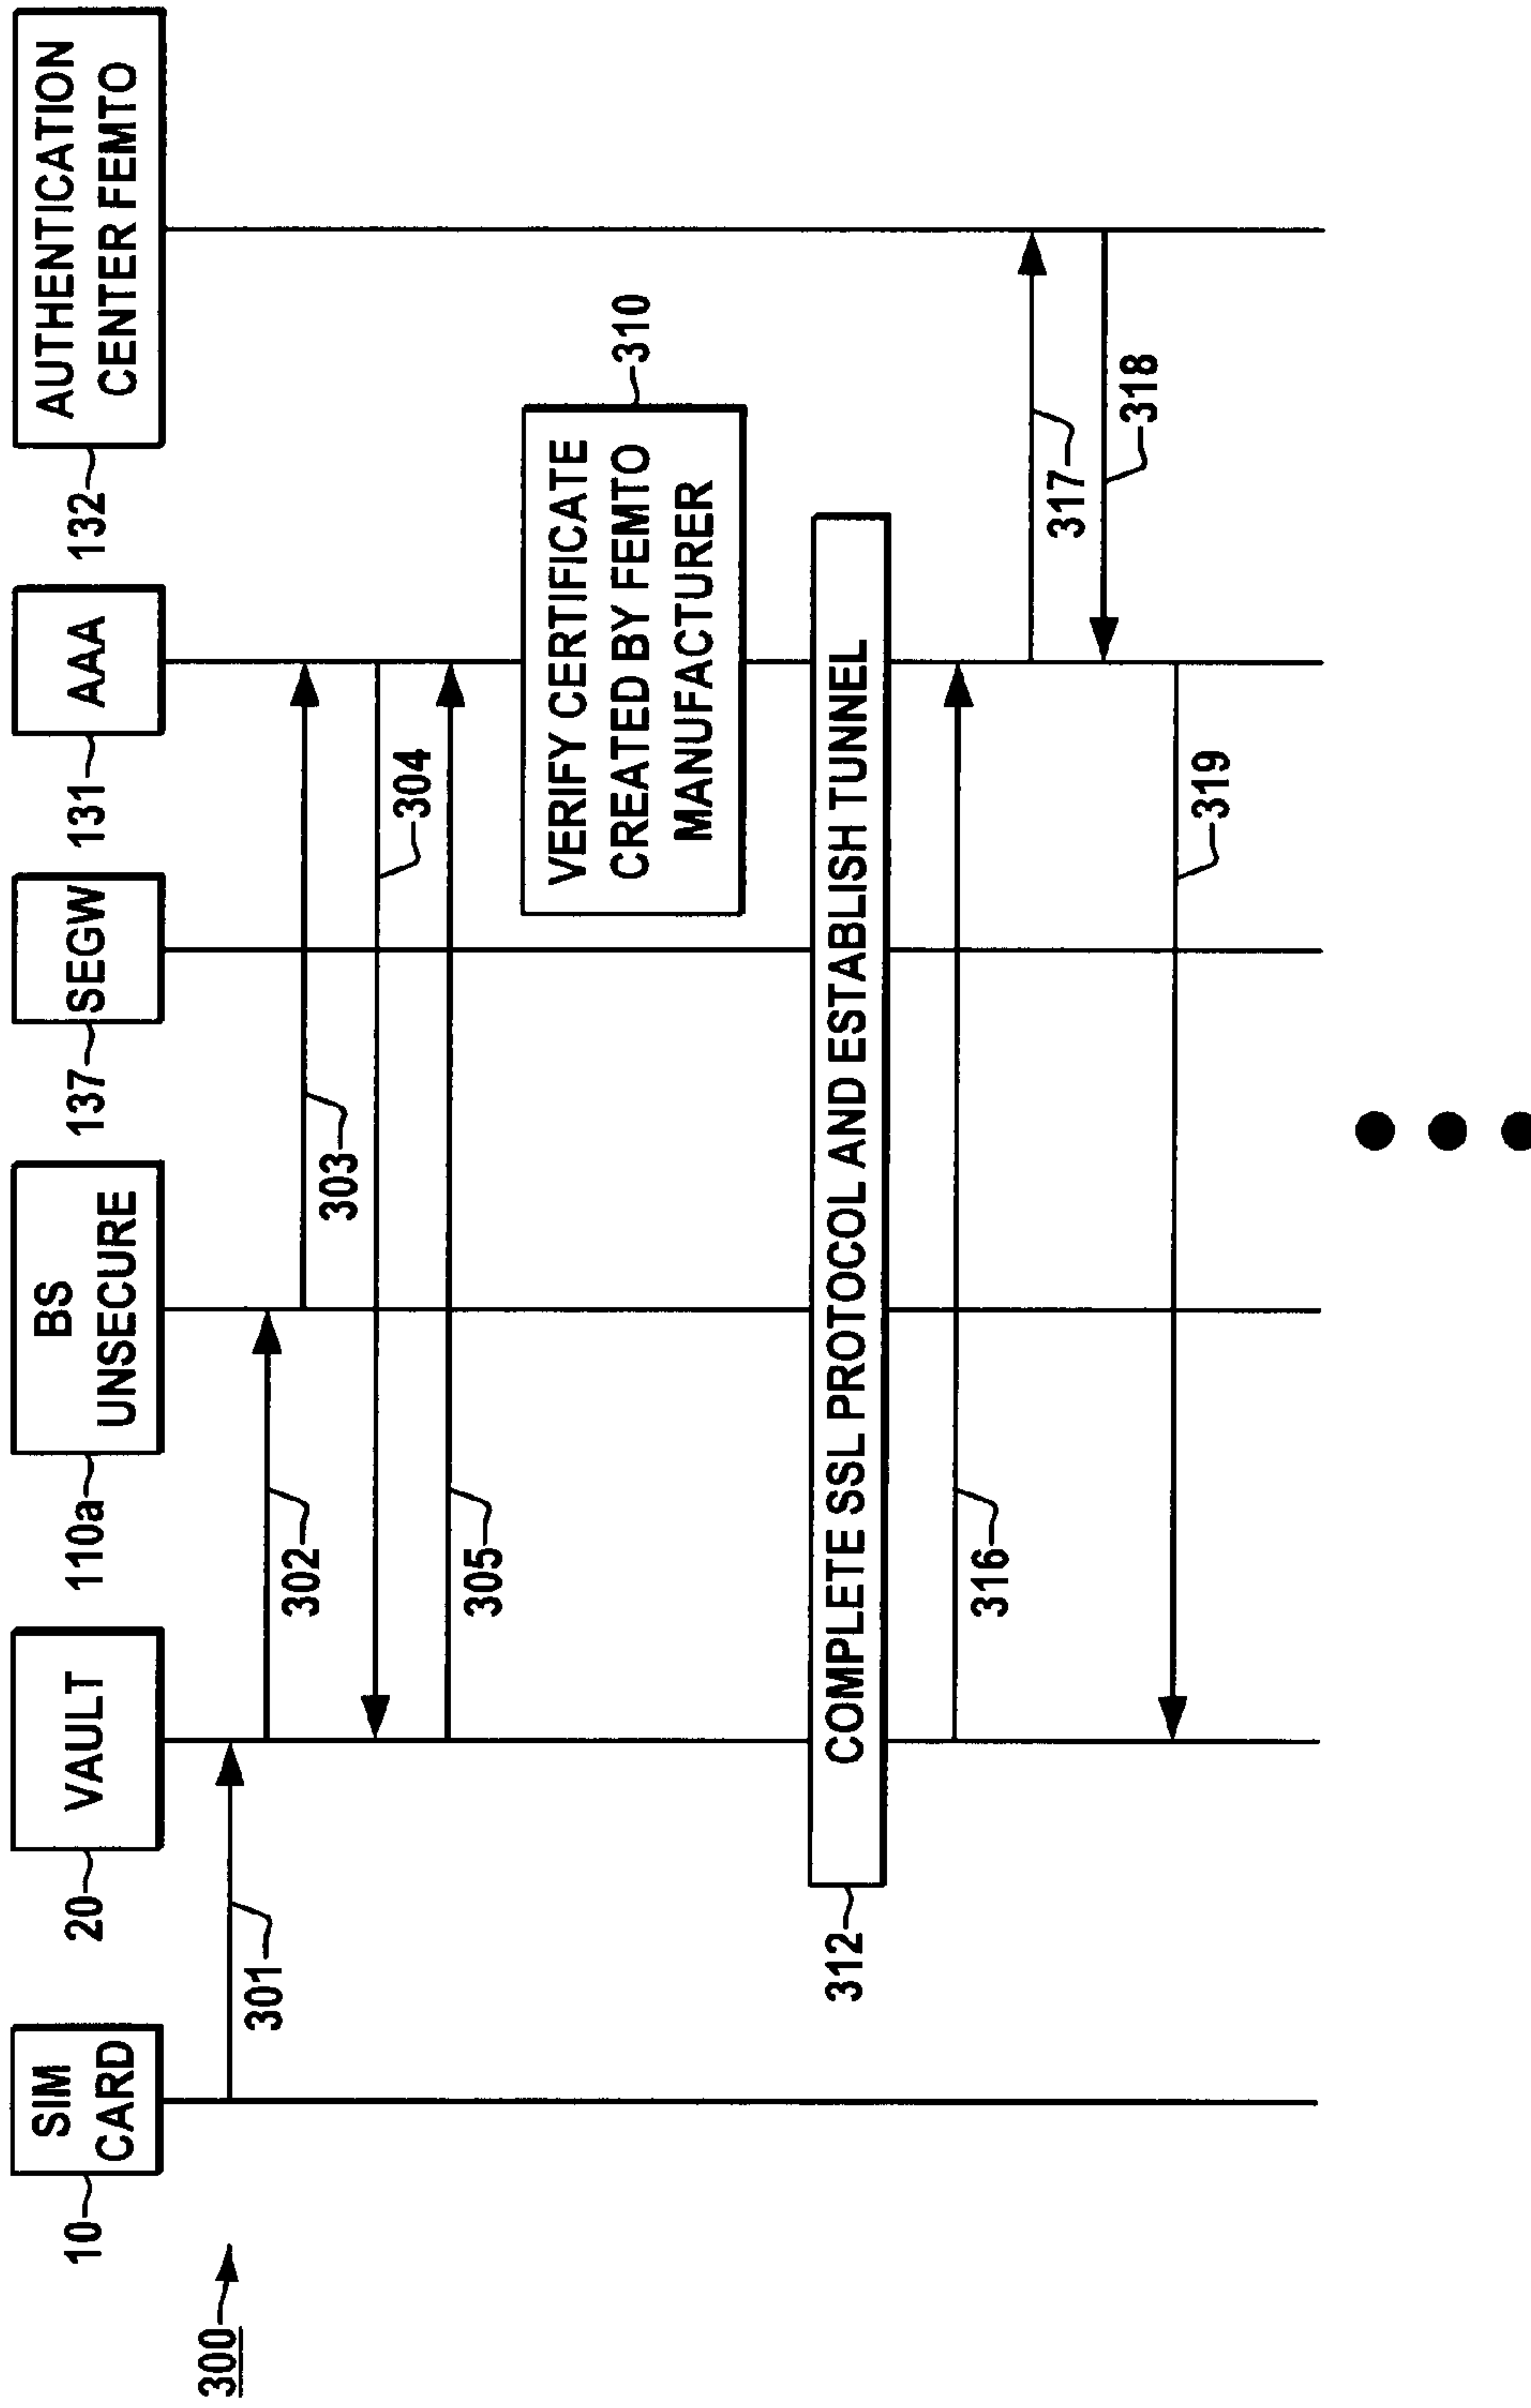 300
10
SIM
CARD
20
VAULT
110a
BS
UNSECURE
137
SEGW
131
AAA
132
AUTHENTICATION
CENTER FEMTO
301
302
303
304
305
VERIFY CERTIFICATE
CREATED BY FEMTO
MANUFACTURER
310
312
COMPLETE SSL PROTOCOL AND ESTABLISH TUNNEL
316
317
318
319